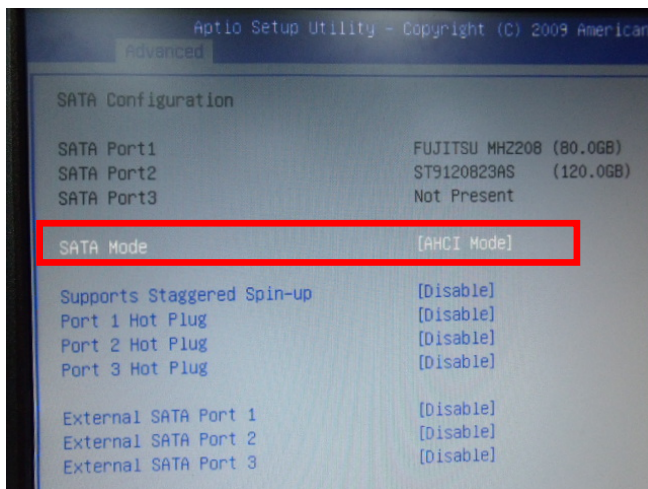 Aptio Setup Utility - Copyright (C) 2009 American
Advanced
SATA Configuration
SATA Port1 FUJITSU MHZ208 (80.0GB)
SATA Port2 ST9120823AS (120.0GB)
SATA Port3 Not Present
SATA Mode [AHCI Mode]
Supports Staggered Spin-up [Disable]
Port 1 Hot Plug [Disable]
Port 2 Hot Plug [Disable]
Port 3 Hot Plug [Disable]
External SATA Port 1 [Disable]
External SATA Port 2 [Disable]
External SATA Port 3 [Disable]